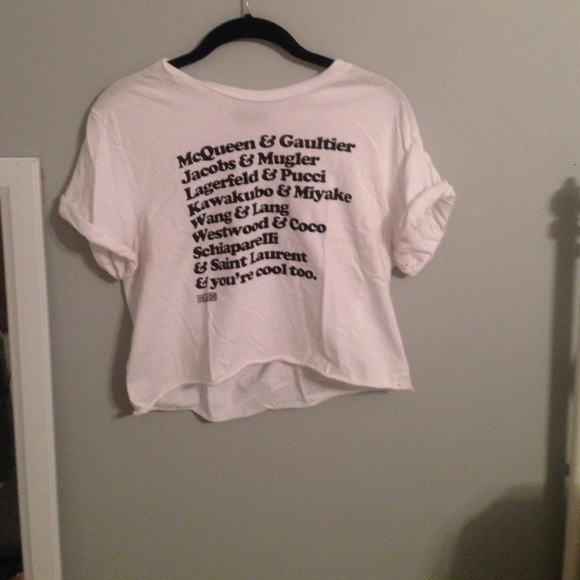 McQueen & Gaultier
Jacobs & Mugler
Lagerfeld & Pucci
Kawakubo & Miyake
Wang & Lang
Westwood & Coco
Schiaparelli
& Saint Laurent
& you're cool too.